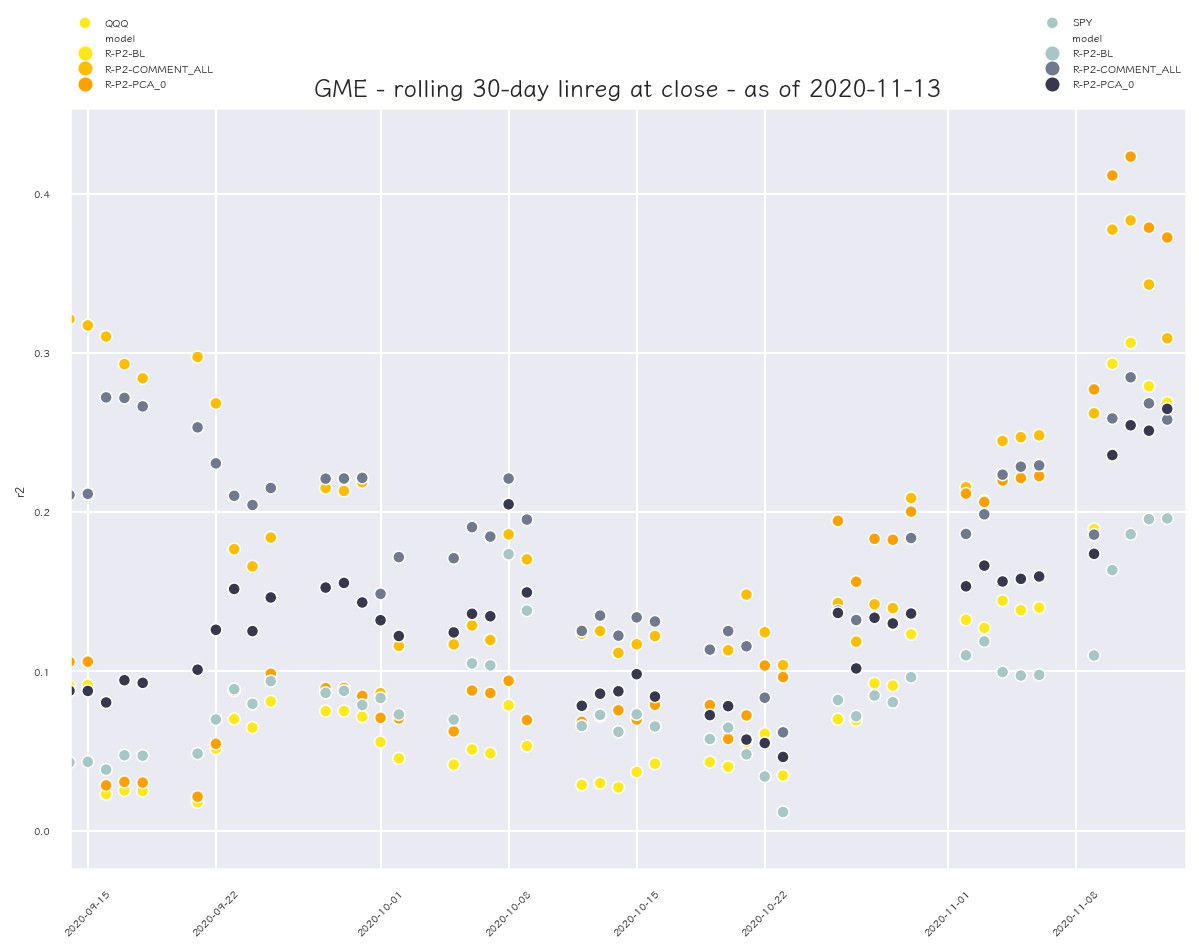 QQQ
model
R-P2-BL
R-P2-COMMENT_ALL
R-P2-PCA_0
SPY
model
R-P2-BL
R-P2-COMMENT_ALL
R-P2-PCA_0
GME - rolling 30-day linreg at close - as of 2020-11-13
r2
0.4
0.3
0.2
0.1
0.0
2020-09-15
2020-09-22
2020-10-01
2020-10-08
2020-10-15
2020-10-22
2020-11-01
2020-11-08